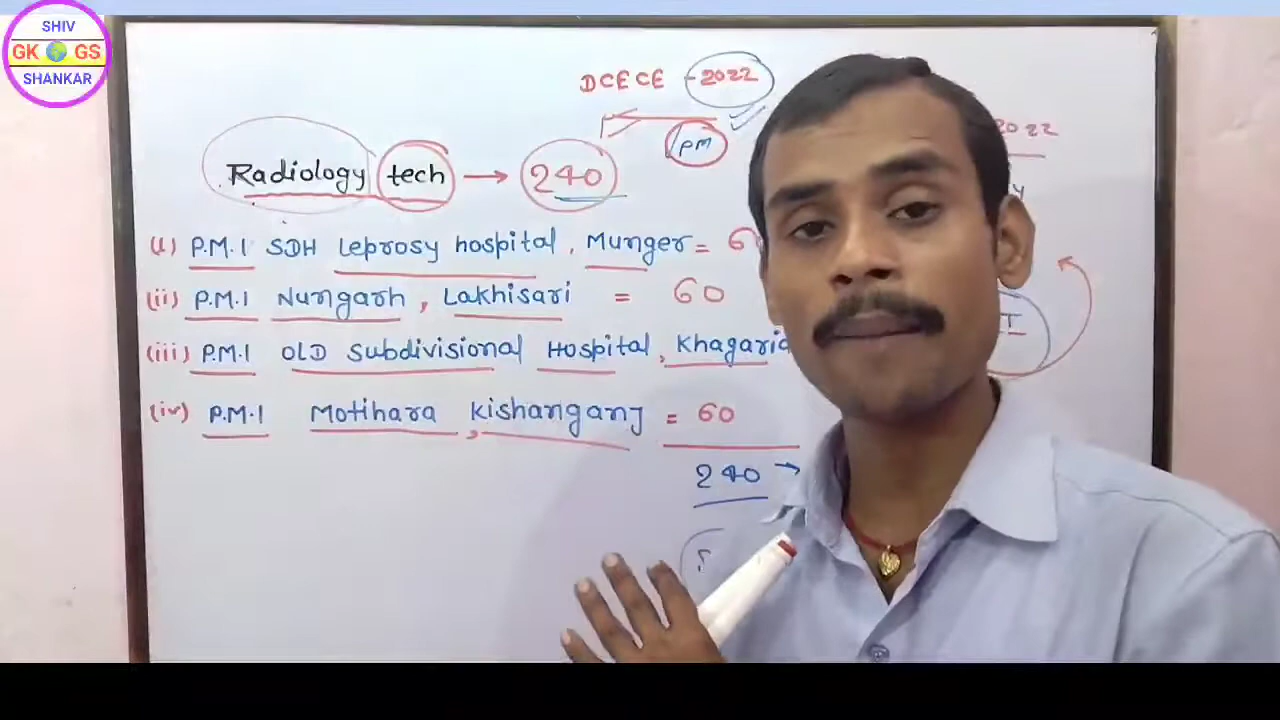 SHIV
GK GS
SHANKAR
DCECE - 2022
pm
2022
Radiology tech → 240
(i) P.M.I SDH Leprosy hospital, Munger = 6
(ii) P.M.I Nungarh, Lakhisari = 60
(iii) P.M.I OLD Subdivisional Hospital, Khagaria
(iv) P.M.I Motihara, Kishanganj = 60
240 →